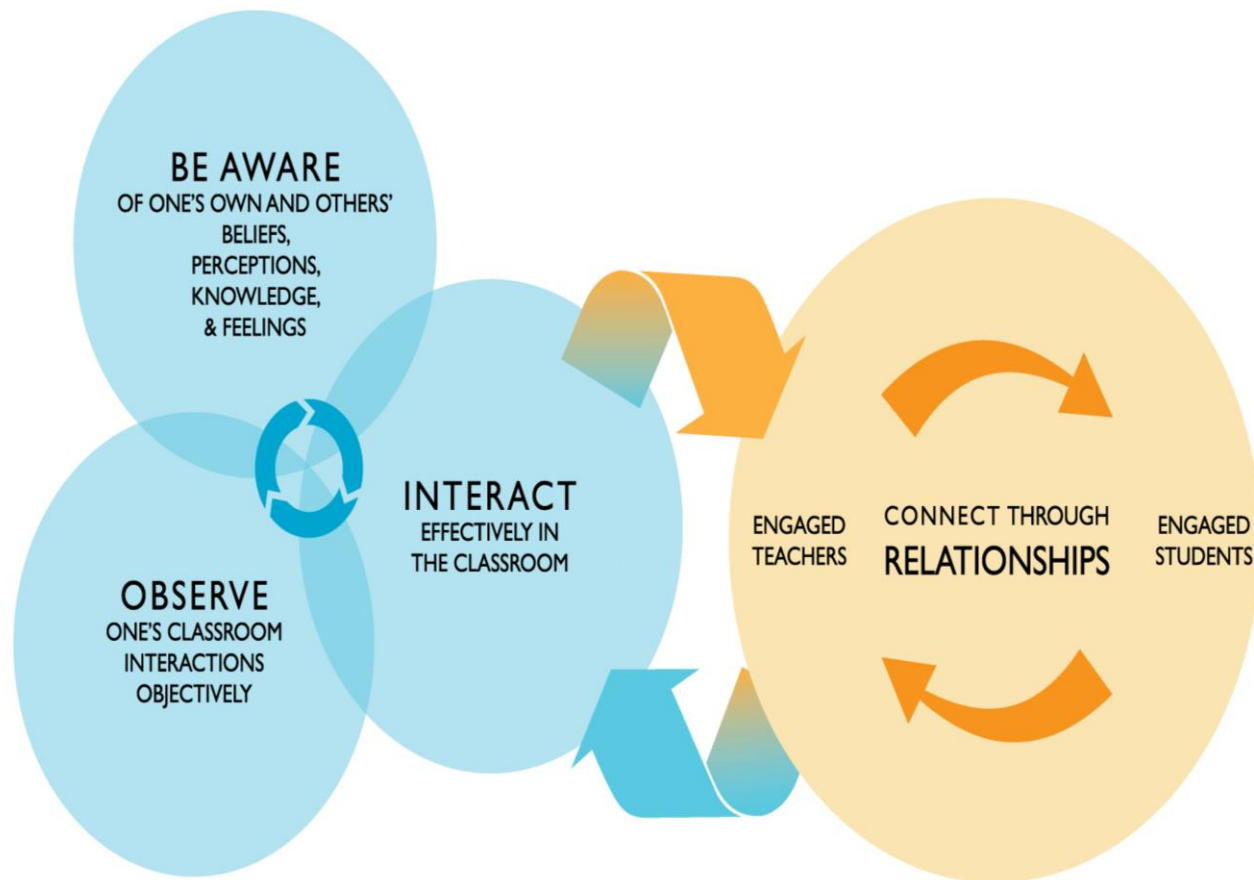 BE AWARE
OF ONE'S OWN AND OTHERS'
BELIEFS,
PERCEPTIONS,
KNOWLEDGE,
& FEELINGS
INTERACT
EFFECTIVELY IN
THE CLASSROOM
OBSERVE
ONE'S CLASSROOM
INTERACTIONS
OBJECTIVELY
ENGAGED
TEACHERS
CONNECT THROUGH
RELATIONSHIPS
ENGAGED
STUDENTS